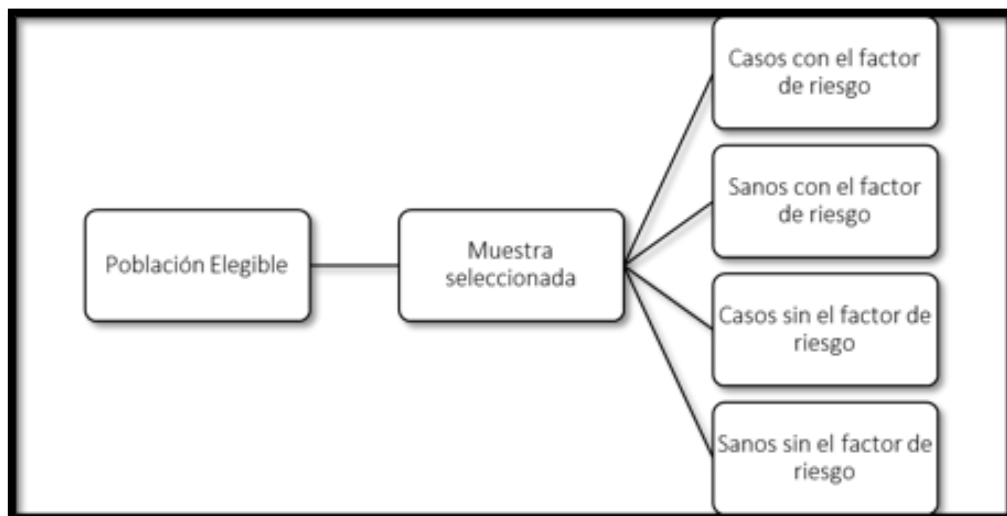 Población Elegible
Muestra
seleccionada
Casos con el factor
de riesgo
Sanos con el factor
de riesgo
Casos sin el factor de
riesgo
Sanos sin el factor de
riesgo